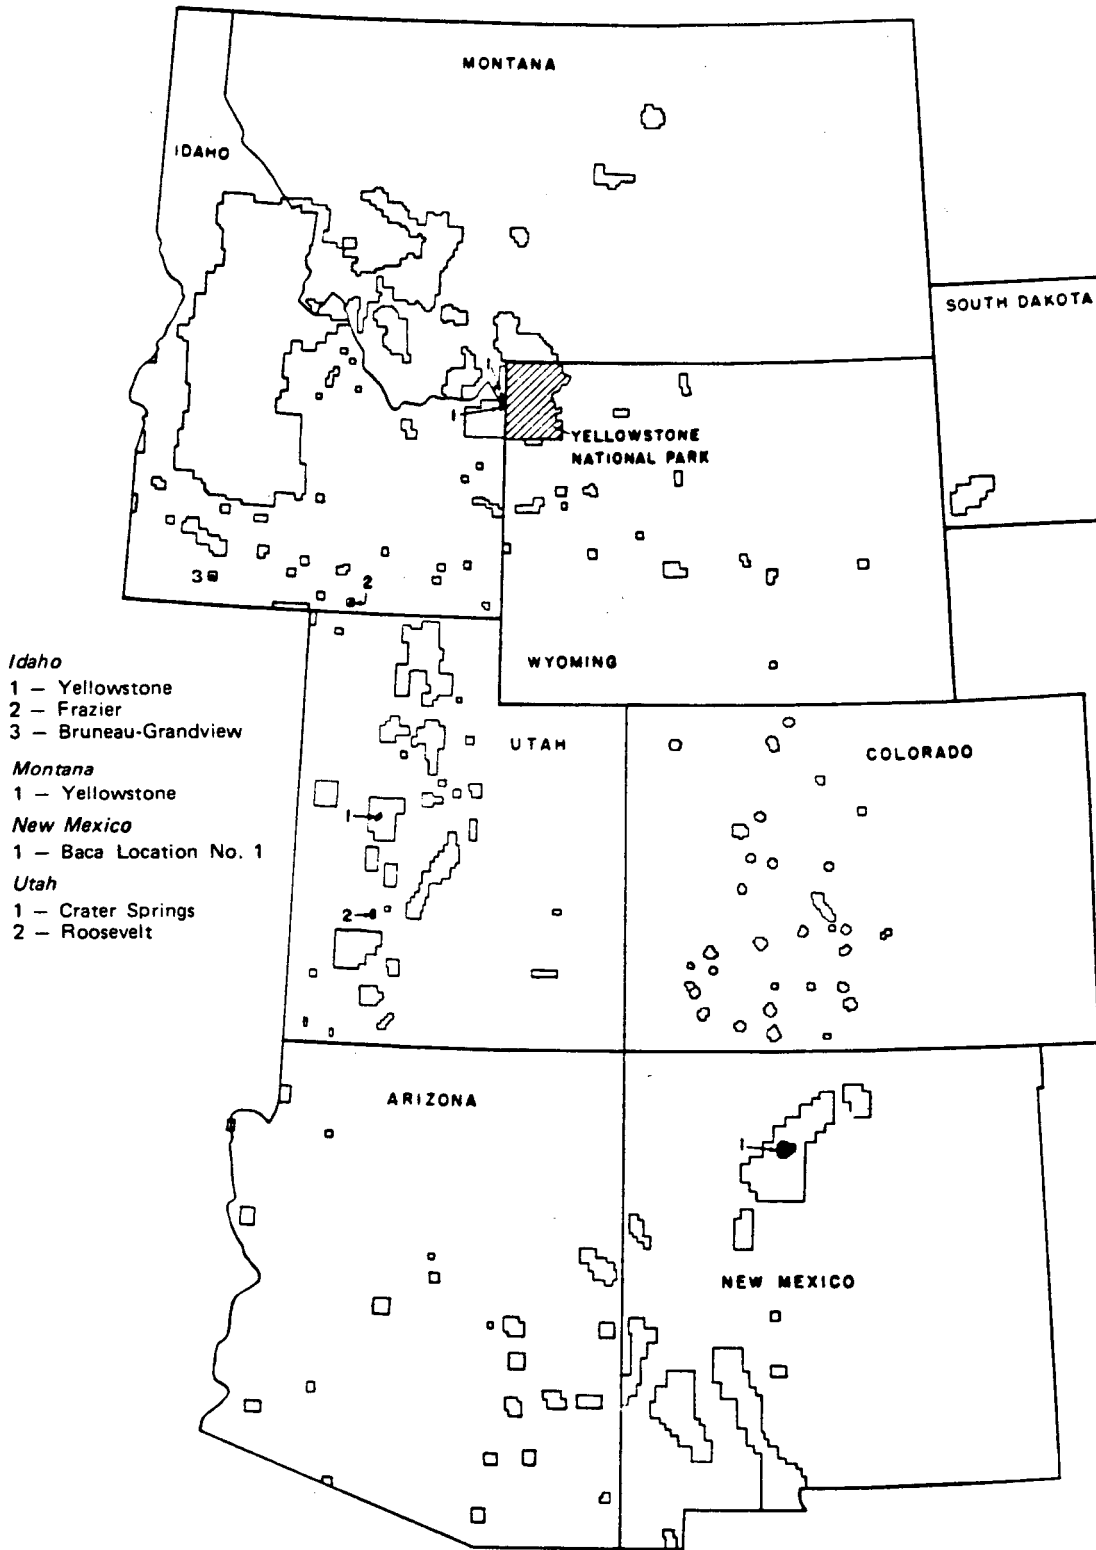 MONTANA
IDAHO
SOUTH DAKOTA
1
1
YELLOWSTONE
NATIONAL PARK
3
2
WYOMING
Idaho
1 — Yellowstone
2 — Frazier
3 — Bruneau-Grandview
Montana
1 — Yellowstone
New Mexico
1 — Baca Location No. 1
Utah
1 — Crater Springs
2 — Roosevelt
UTAH
COLORADO
1
2
ARIZONA
1
NEW MEXICO